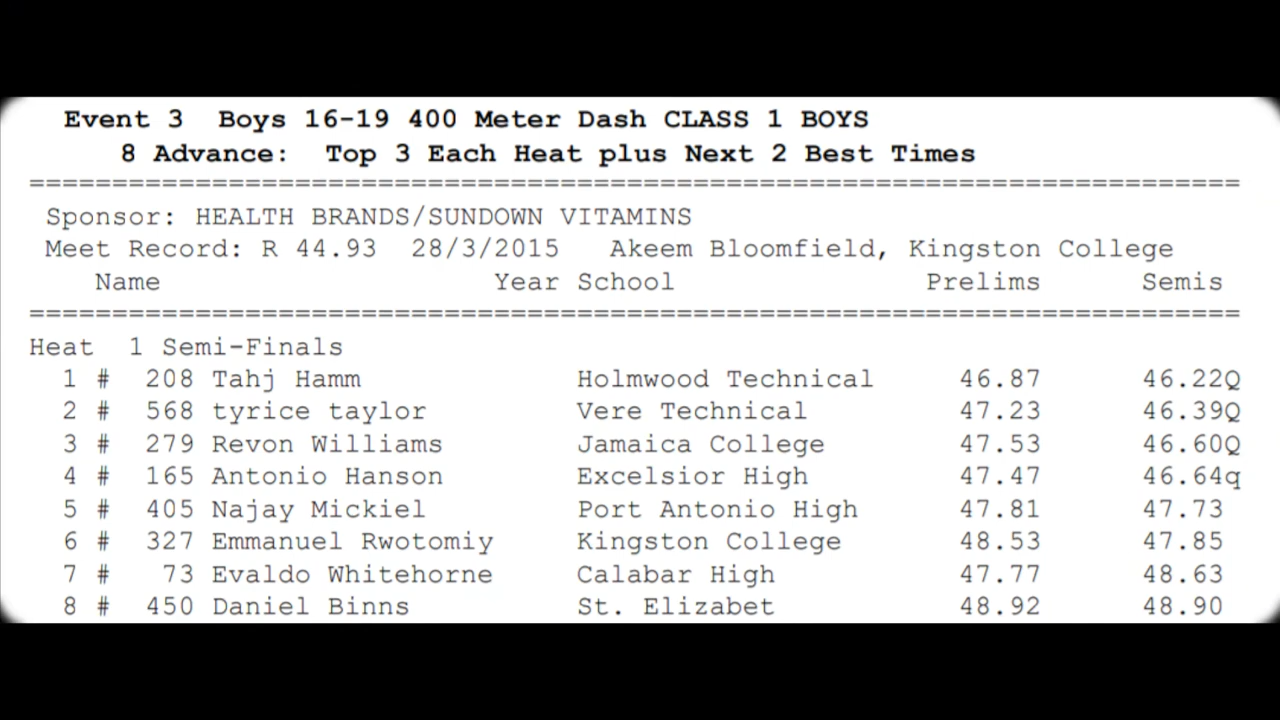 Event 3 Boys 16-19 400 Meter Dash CLASS 1 BOYS
8 Advance: Top 3 Each Heat plus Next 2 Best Times
==========================================================================
Sponsor: HEALTH BRANDS/SUNDOWN VITAMINS
Meet Record: R 44.93 28/3/2015 Akeem Bloomfield, Kingston College
Name Year School Prelims Semis
==========================================================================
Heat 1 Semi-Finals
1 # 208 Tahj Hamm Holmwood Technical 46.87 46.22Q
2 # 568 tyrice taylor Vere Technical 47.23 46.39Q
3 # 279 Revon Williams Jamaica College 47.53 46.60Q
4 # 165 Antonio Hanson Excelsior High 47.47 46.64q
5 # 405 Najay Mickiel Port Antonio High 47.81 47.73
6 # 327 Emmanuel Rwotomiy Kingston College 48.53 47.85
7 # 73 Evaldo Whitehorne Calabar High 47.77 48.63
8 # 450 Daniel Binns St. Elizabet 48.92 48.90